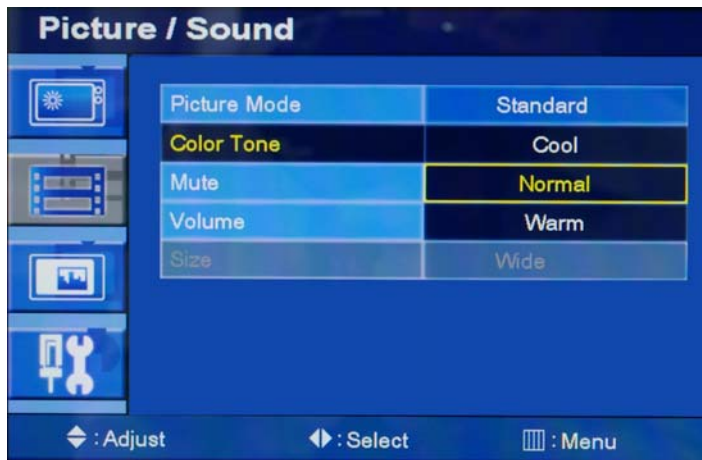 Picture / Sound
Picture Mode Standard
Color Tone Cool
Mute Normal
Volume Warm
Size Wide
: Adjust : Select : Menu